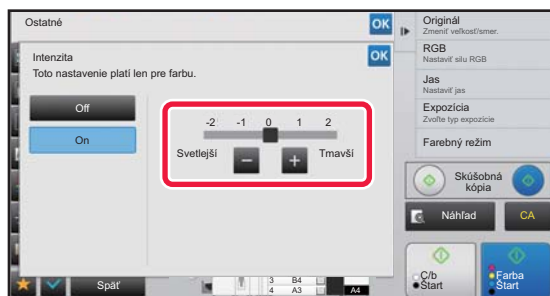 Ostatné
OK
Intenzita
OK
Toto nastavenie platí len pre farbu.
Off
On
-2 -1 0 1 2
Svetlejší
Tmavší
Späť
3 B4
4 A3
A4
Originál
Zmeniť veľkosť/smer.
RGB
Nastaviť silu RGB
Jas
Nastaviť jas
Expozícia
Zvoľte typ expozície
Farebný režim
Skúšobná
kópia
Náhľad
CA
Č/b
Štart
Farba
Štart